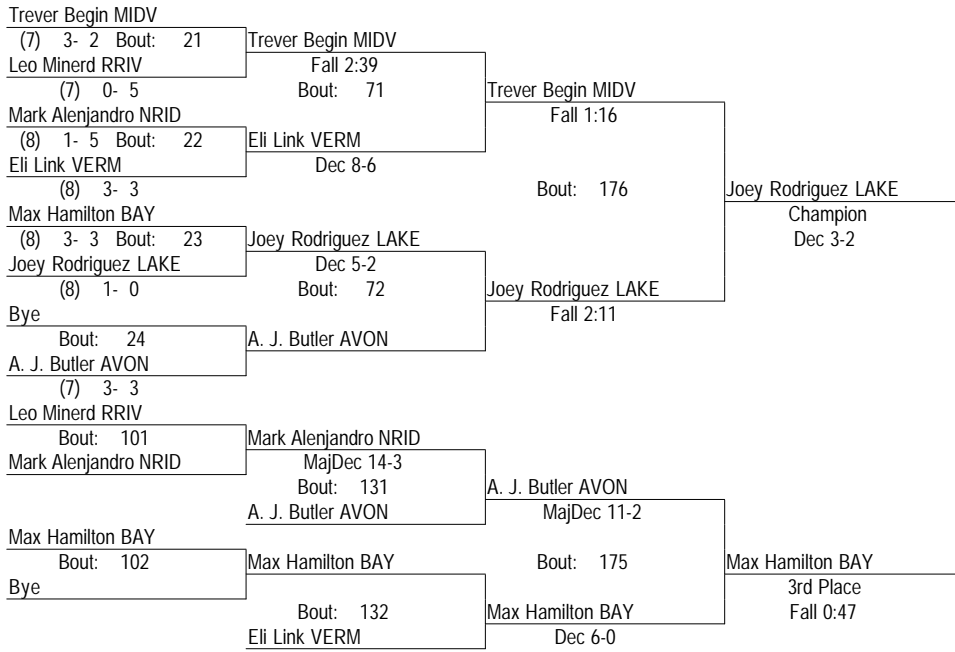 Trever Begin MIDV
(7) 3- 2 Bout: 21
Leo Minerd RRIV
(7) 0- 5
Mark Alenjandro NRID
(8) 1- 5 Bout: 22
Eli Link VERM
(8) 3- 3
Max Hamilton BAY
(8) 3- 3 Bout: 23
Joey Rodriguez LAKE
(8) 1- 0
Bye
Bout: 24
A. J. Butler AVON
(7) 3- 3
Trever Begin MIDV
Fall 2:39
Bout: 71
Eli Link VERM
Dec 8-6
Joey Rodriguez LAKE
Dec 5-2
Bout: 72
A. J. Butler AVON
Trever Begin MIDV
Fall 1:16
Bout: 176
Joey Rodriguez LAKE
Fall 2:11
Joey Rodriguez LAKE
Champion
Dec 3-2
Leo Minerd RRIV
Bout: 101
Mark Alenjandro NRID
Max Hamilton BAY
Bout: 102
Bye
Mark Alenjandro NRID
MajDec 14-3
Bout: 131
A. J. Butler AVON
Max Hamilton BAY
Bout: 132
Eli Link VERM
A. J. Butler AVON
MajDec 11-2
Bout: 175
Max Hamilton BAY
Dec 6-0
Max Hamilton BAY
3rd Place
Fall 0:47